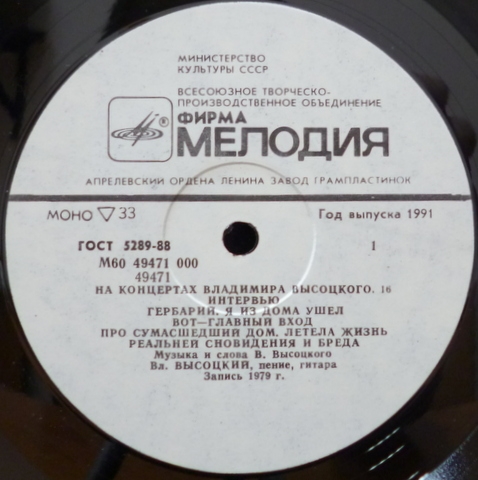 МИНИСТЕРСТВО
КУЛЬТУРЫ СССР
ВСЕСОЮЗНОЕ ТВОРЧЕСКО-
ПРОИЗВОДСТВЕННОЕ ОБЪЕДИНЕНИЕ
® ФИРМА
МЕЛОДИЯ
АПРЕЛЕВСКИЙ ОРДЕНА ЛЕНИНА ЗАВОД ГРАМПЛАСТИНОК
МОНО ▽ 33 Год выпуска 1991
ГОСТ 5289-88 1
М60 49471 000
49471
НА КОНЦЕРТАХ ВЛАДИМИРА ВЫСОЦКОГО. 16
ИНТЕРВЬЮ
ГЕРБАРИЙ. Я ИЗ ДОМА УШЕЛ
ВОТ—ГЛАВНЫЙ ВХОД
ПРО СУМАСШЕДШИЙ ДОМ. ЛЕТЕЛА ЖИЗНЬ
РЕАЛЬНЕЙ СНОВИДЕНИЯ И БРЕДА
Музыка и слова В. Высоцкого
Вл. ВЫСОЦКИЙ, пение, гитара
Запись 1979 г.